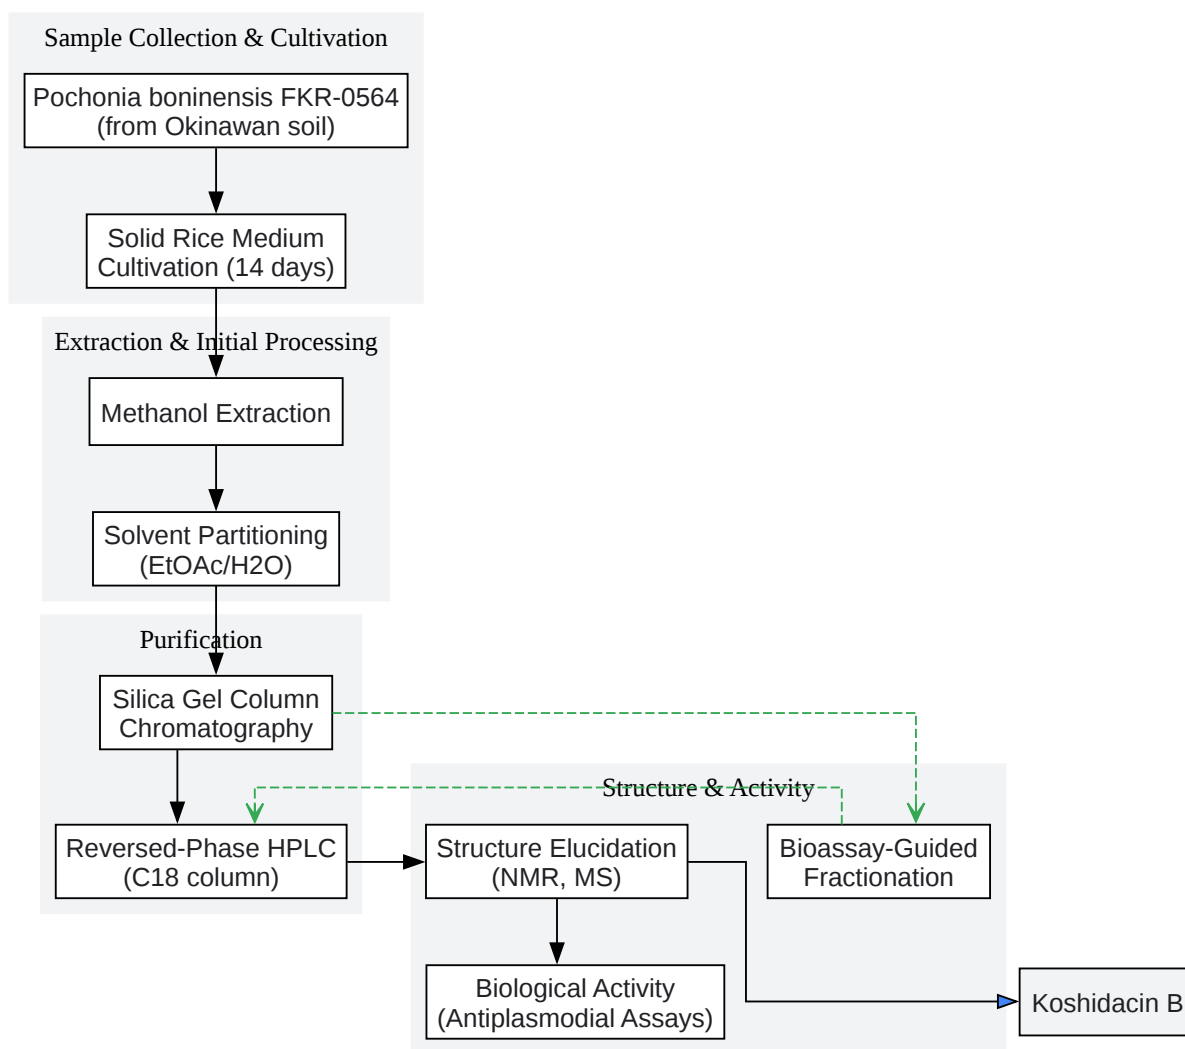 Sample Collection & Cultivation
Pochonia boninensis FKR-0564
(from Okinawan soil)
Solid Rice Medium
Cultivation (14 days)
Extraction & Initial Processing
Methanol Extraction
Solvent Partitioning
(EtOAc/H2O)
Purification
Silica Gel Column
Chromatography
Structure & Activity
Reversed-Phase HPLC
(C18 column)
Structure Elucidation
(NMR, MS)
Bioassay-Guided
Fractionation
Biological Activity
(Antiplasmodial Assays)
Koshidacin B